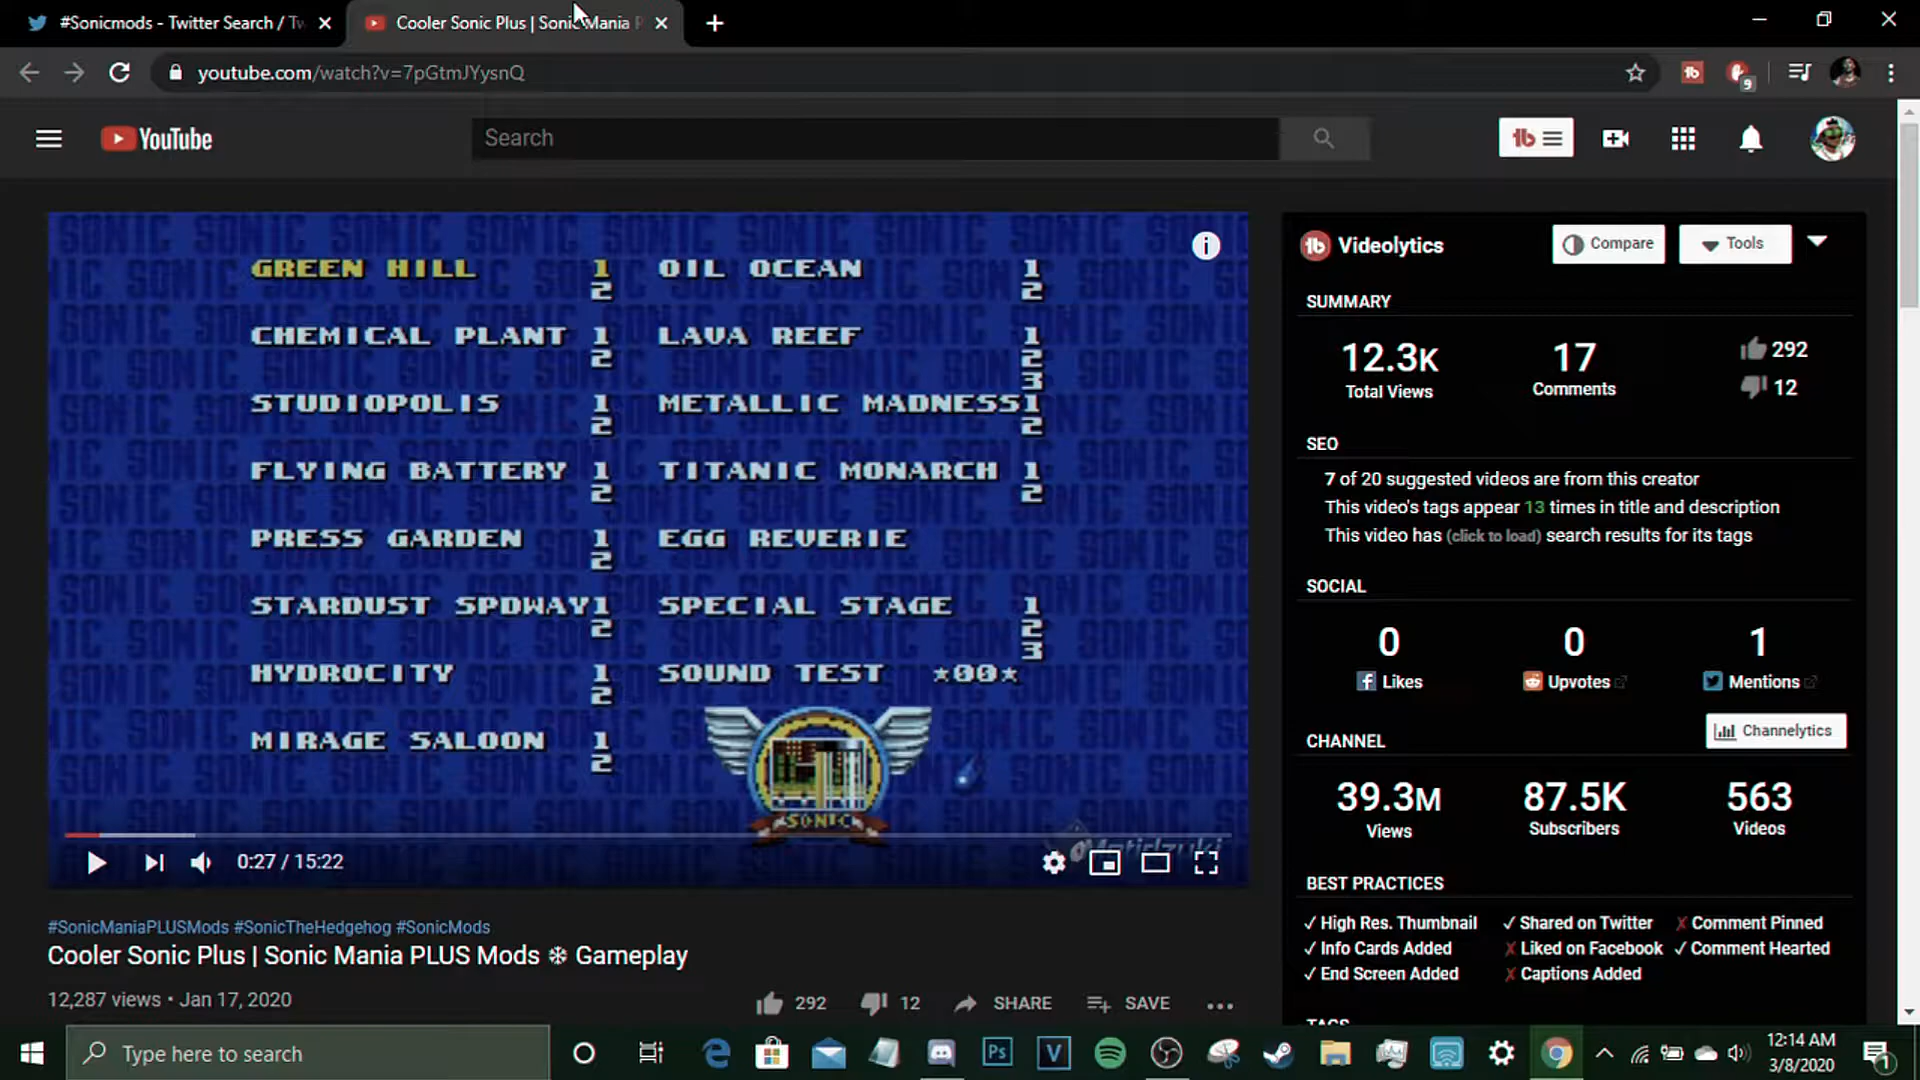 #Sonicmods - Twitter Search / Tw
Cooler Sonic Plus | Sonic Mania P
youtube.com/watch?v=7pGtmJYysnQ
9
YouTube
Search
tb
GREEN HILL 1
2
CHEMICAL PLANT 1
2
STUDIOPOLIS 1
2
FLYING BATTERY 1
2
PRESS GARDEN 1
2
STARDUST SPDWAY 1
2
HYDROCITY 1
2
MIRAGE SALOON 1
2
OIL OCEAN 1
2
LAVA REEF 1
2
3
METALLIC MADNESS 1
2
TITANIC MONARCH 1
2
EGG REVERIE
SPECIAL STAGE 1
2
3
SOUND TEST *00*
SONIC
0:27 / 15:22
#SonicManiaPLUSMods #SonicTheHedgehog #SonicMods
Cooler Sonic Plus | Sonic Mania PLUS Mods ❄ Gameplay
12,287 views • Jan 17, 2020
292 12 SHARE SAVE ...
tb Videolytics Compare Tools
SUMMARY
12.3K
Total Views
17
Comments
292
12
SEO
7 of 20 suggested videos are from this creator
This video's tags appear 13 times in title and description
This video has (click to load) search results for its tags
SOCIAL
0
Likes
0
Upvotes
1
Mentions
CHANNEL
Channelytics
39.3M
Views
87.5K
Subscribers
563
Videos
BEST PRACTICES
✓ High Res. Thumbnail ✓ Shared on Twitter ✗ Comment Pinned
✓ Info Cards Added ✗ Liked on Facebook ✓ Comment Hearted
✓ End Screen Added ✗ Captions Added
TAGS
Type here to search
Ps
V
12:14 AM
3/8/2020
1